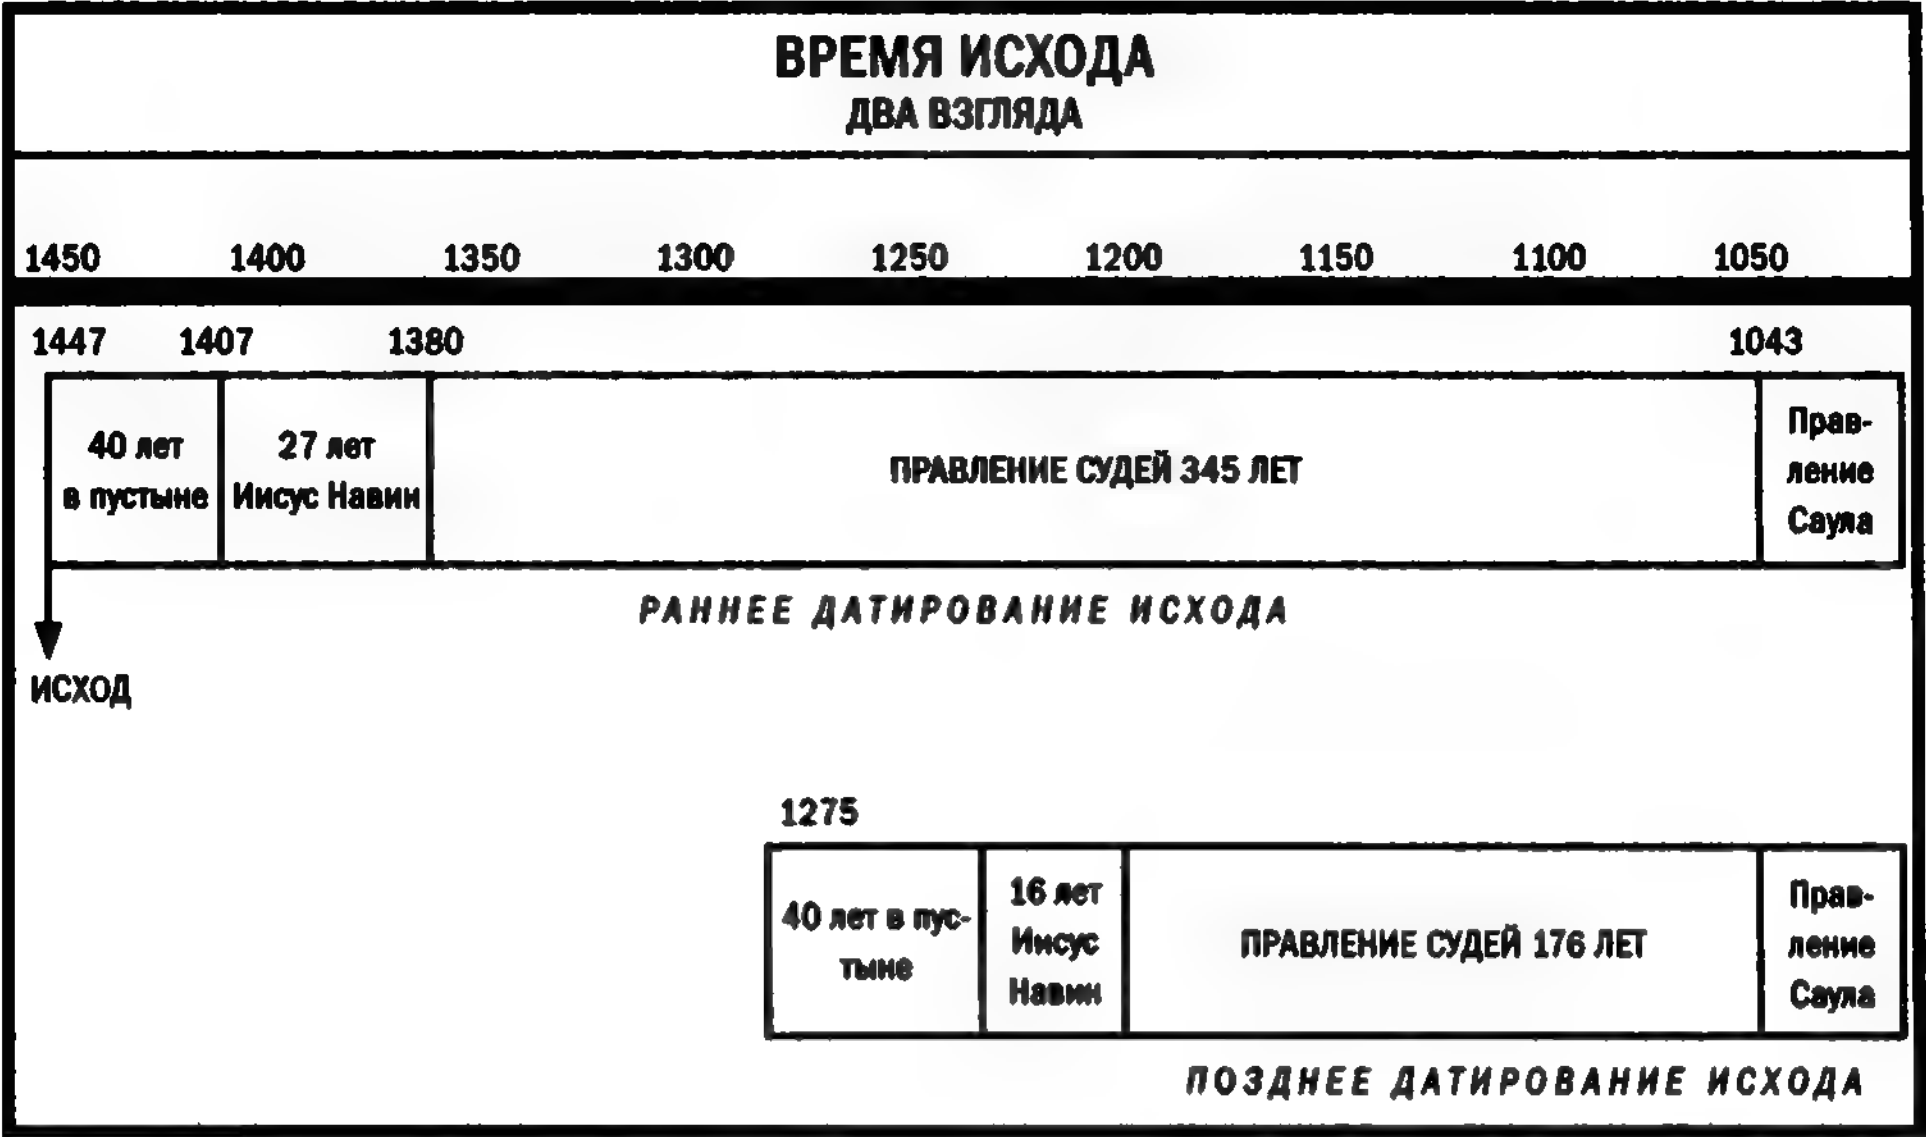 ВРЕМЯ ИСХОДА
ДВА ВЗГЛЯДА
1450 1400 1350 1300 1250 1200 1150 1100 1050
1447 1407 1380 1043
40 лет
в пустыне
27 лет
Иисус Навин
ПРАВЛЕНИЕ СУДЕЙ 345 ЛЕТ
Прав-
ление
Саула
РАННЕЕ ДАТИРОВАНИЕ ИСХОДА
ИСХОД
1275
40 лет в пус-
тыне
16 лет
Иисус
Навин
ПРАВЛЕНИЕ СУДЕЙ 176 ЛЕТ
Прав-
ление
Саула
ПОЗДНЕЕ ДАТИРОВАНИЕ ИСХОДА